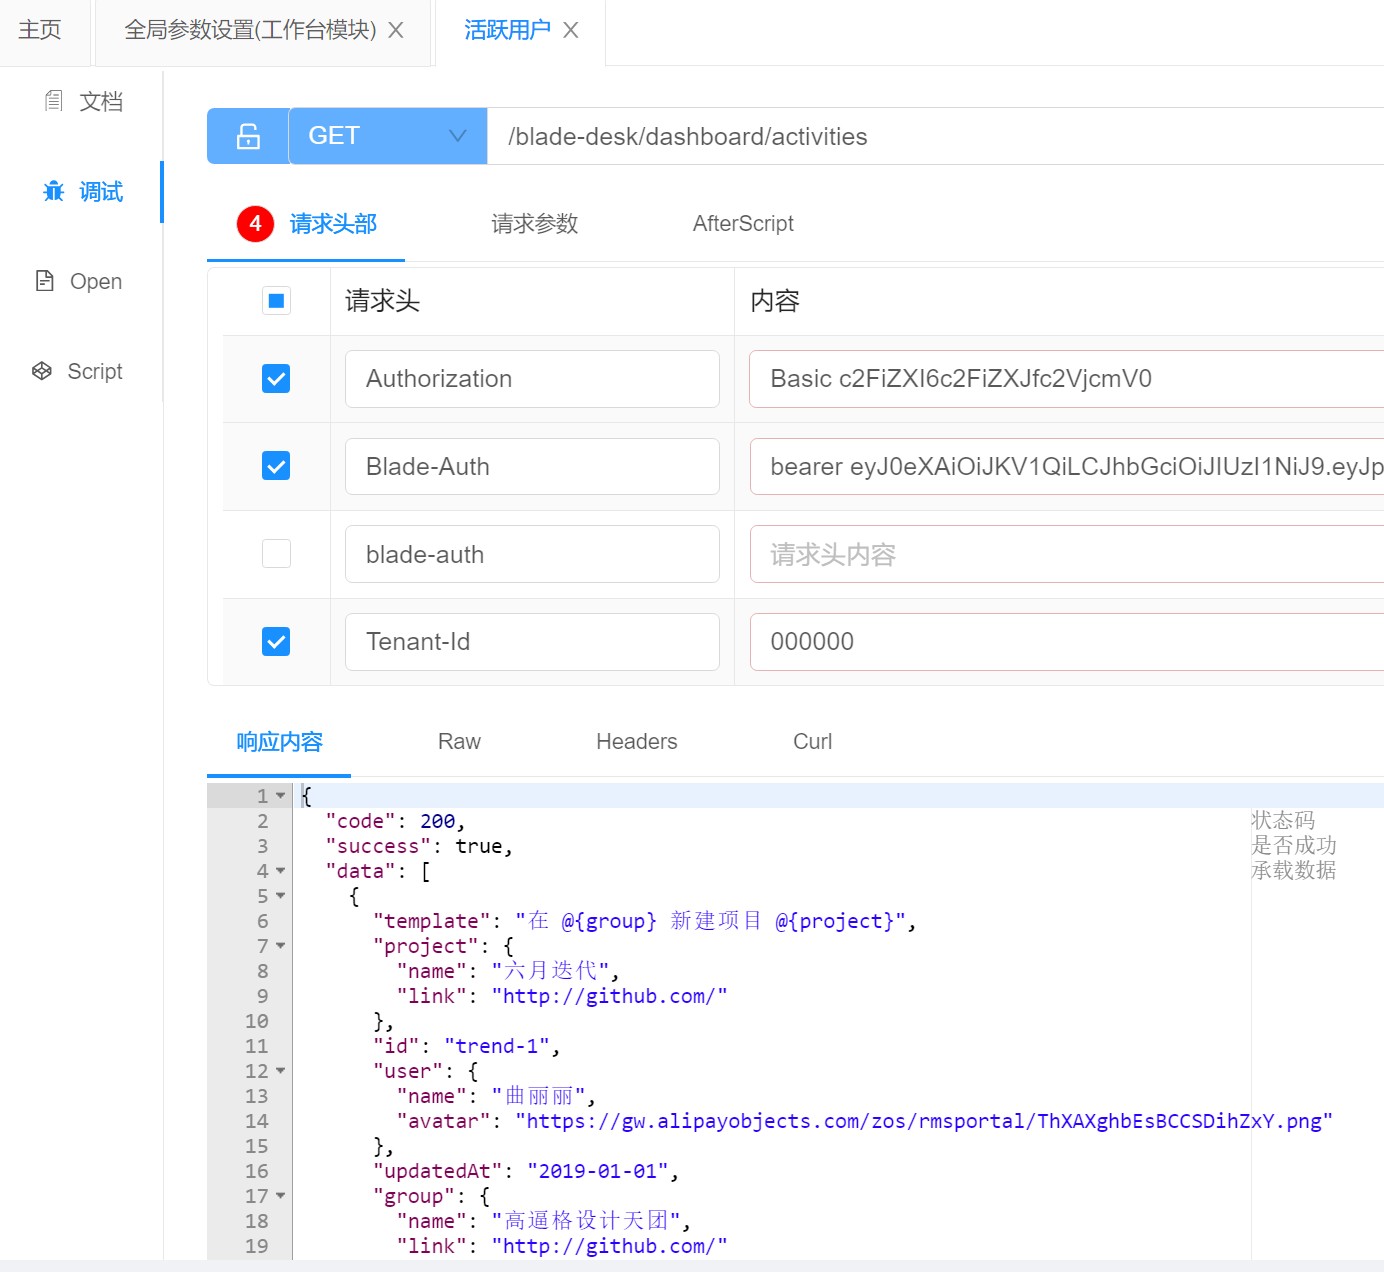 主页 全局参数设置(工作台模块) 活跃用户
文档
调试
Open
Script
GET /blade-desk/dashboard/activities
4 请求头部 请求参数 AfterScript
请求头 内容
Authorization Basic c2FiZXI6c2FiZXJfc2VjcmV0
Blade-Auth bearer eyJ0eXAiOiJKV1QiLCJhbGciOiJIUzI1NiJ9.eyJp
blade-auth 请求头内容
Tenant-Id 000000
响应内容 Raw Headers Curl
1 {
2 "code": 200, 状态码
3 "success": true, 是否成功
4 "data": [ 承载数据
5 {
6 "template": "在 @{group} 新建项目 @{project}",
7 "project": {
8 "name": "六月迭代",
9 "link": "http://github.com/"
10 },
11 "id": "trend-1",
12 "user": {
13 "name": "曲丽丽",
14 "avatar": "https://gw.alipayobjects.com/zos/rmsportal/ThXAXghbEsBCCSDihZxY.png"
15 },
16 "updatedAt": "2019-01-01",
17 "group": {
18 "name": "高逼格设计天团",
19 "link": "http://github.com/"